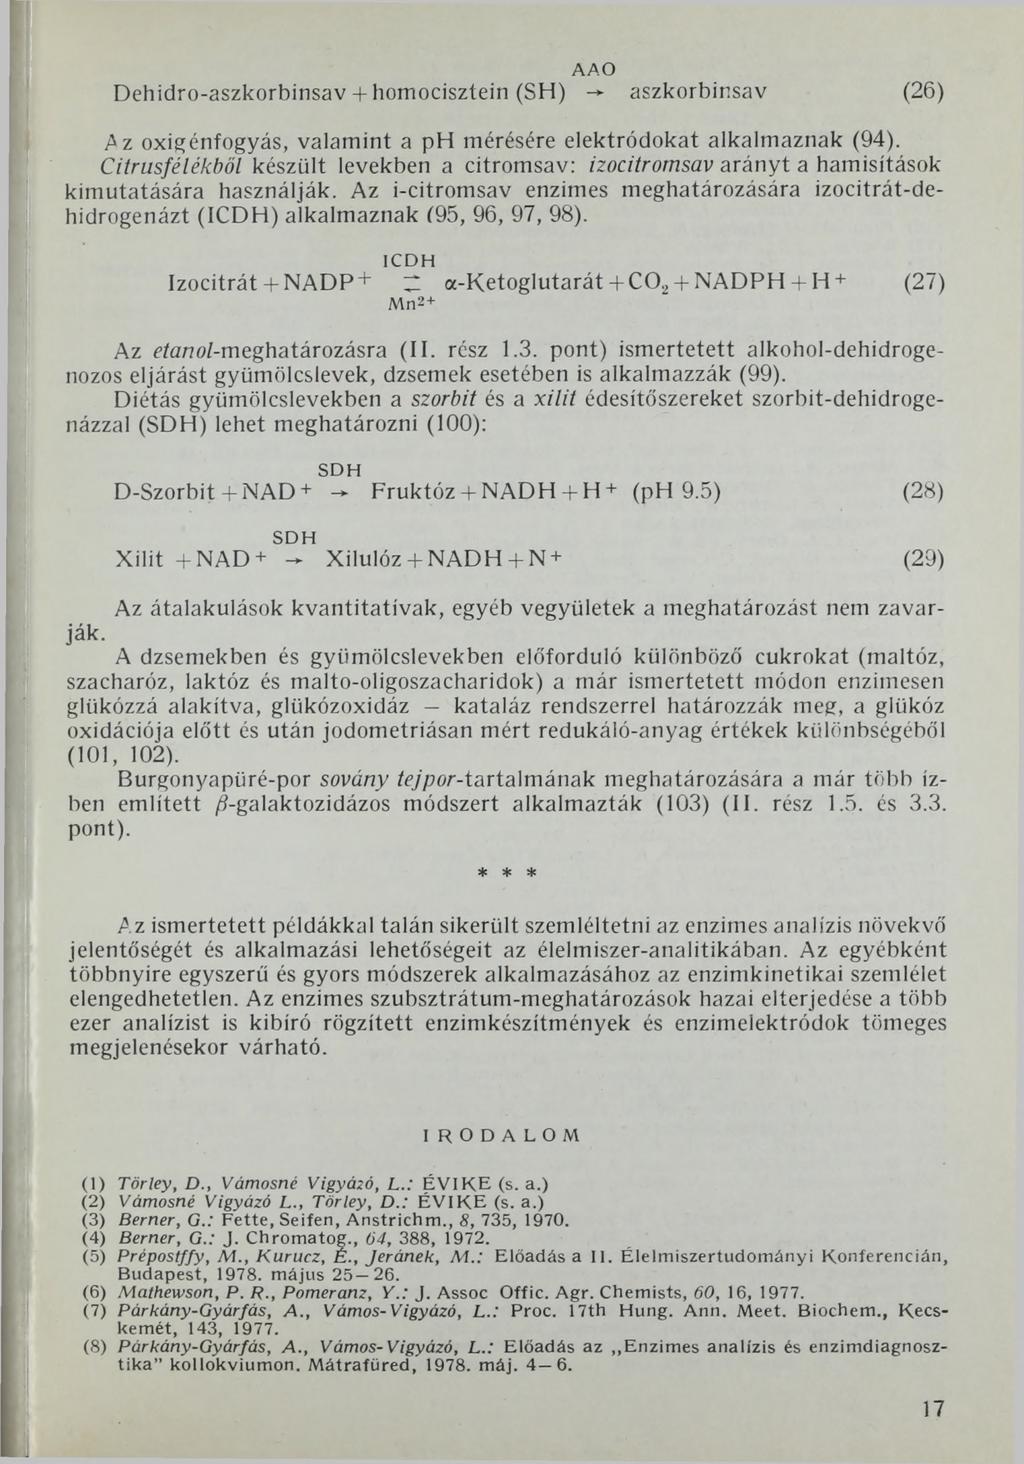 AAO
Dehidro-aszkorbinsav + homocisztein (SH) → aszkorbinsav (26)
Az oxigénfogyás, valamint a pH mérésére elektródokat alkalmaznak (94).
Citrusfélékből készült levekben a citromsav: izocitromsav arányt a hamisítások
kimutatására használják. Az i-citromsav enzimes meghatározására izocitrát-de-
hidrogenázt (ICDH) alkalmaznak (95, 96, 97, 98).
ICDH
Izocitrát + NADP+ ⇄ α-Ketoglutarát + CO₂ + NADPH + H+ (27)
Mn2+
Az etanol-meghatározásra (II. rész 1.3. pont) ismertetett alkohol-dehidroge-
nozos eljárást gyümölcslevek, dzsemek esetében is alkalmazzák (99).
Diétás gyümölcslevekben a szorbit és a xilit édesítőszereket szorbit-dehidroge-
názzal (SDH) lehet meghatározni (100):
SDH
D-Szorbit + NAD+ → Fruktóz + NADH + H+ (pH 9.5) (28)
SDH
Xilit + NAD+ → Xilulóz + NADH + N+ (29)
Az átalakulások kvantitatívak, egyéb vegyületek a meghatározást nem zavar-
ják.
A dzsemekben és gyümölcslevekben előforduló különböző cukrokat (maltóz,
szacharóz, laktóz és malto-oligoszacharidok) a már ismertetett módon enzimesen
glükózzá alakítva, glükózoxidáz — kataláz rendszerrel határozzák meg, a glükóz
oxidációja előtt és után jodometriásan mért redukáló-anyag értékek különbségéből
(101, 102).
Burgonyapüré-por sovány tejpor-tartalmának meghatározására a már több íz-
ben említett β-galaktozidázos módszert alkalmazták (103) (II. rész 1.5. és 3.3.
pont).
* * *
Az ismertetett példákkal talán sikerült szemléltetni az enzimes analízis növekvő
jelentőségét és alkalmazási lehetőségeit az élelmiszer-analitikában. Az egyébként
többnyire egyszerű és gyors módszerek alkalmazásához az enzimkinetikai szemlélet
elengedhetetlen. Az enzimes szubsztrátum-meghatározások hazai elterjedése a több
ezer analízist is kibíró rögzített enzimkészítmények és enzimelektródok tömeges
megjelenésekor várható.
IRODALOM
(1) Törley, D., Vámosné Vigyázó, L.: ÉVIKE (s. a.)
(2) Vámosné Vigyázó L., Törley, D.: ÉVIKE (s. a.)
(3) Berner, G.: Fette, Seifen, Anstrichm., 8, 735, 1970.
(4) Berner, G.: J. Chromatog., 64, 388, 1972.
(5) Prépostffy, M., Kurucz, É., Jeránek, M.: Előadás a II. Élelmiszertudományi Konferencián,
Budapest, 1978. május 25—26.
(6) Mathewson, P. R., Pomeranz, Y.: J. Assoc Offic. Agr. Chemists, 60, 16, 1977.
(7) Párkány-Gyárfás, A., Vámos-Vigyázó, L.: Proc. 17th Hung. Ann. Meet. Biochem., Kecs-
kemét, 143, 1977.
(8) Párkány-Gyárfás, A., Vámos-Vigyázó, L.: Előadás az „Enzimes analízis és enzimdiagnosz-
tika” kollokviumon. Mátrafüred, 1978. máj. 4—6.
17